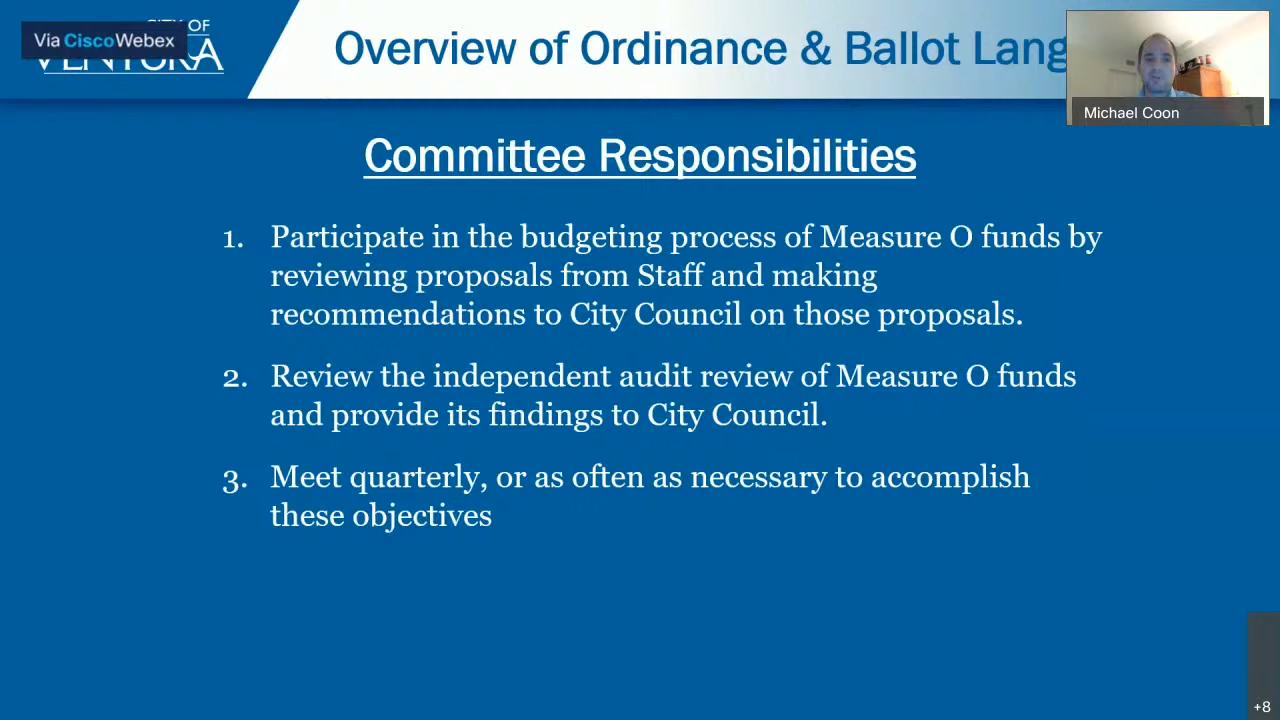 Via Cisco Webex
CITY OF
VENTURA
Overview of Ordinance & Ballot Lang
Michael Coon
Committee Responsibilities
1. Participate in the budgeting process of Measure O funds by
reviewing proposals from Staff and making
recommendations to City Council on those proposals.
2. Review the independent audit review of Measure O funds
and provide its findings to City Council.
3. Meet quarterly, or as often as necessary to accomplish
these objectives
+8